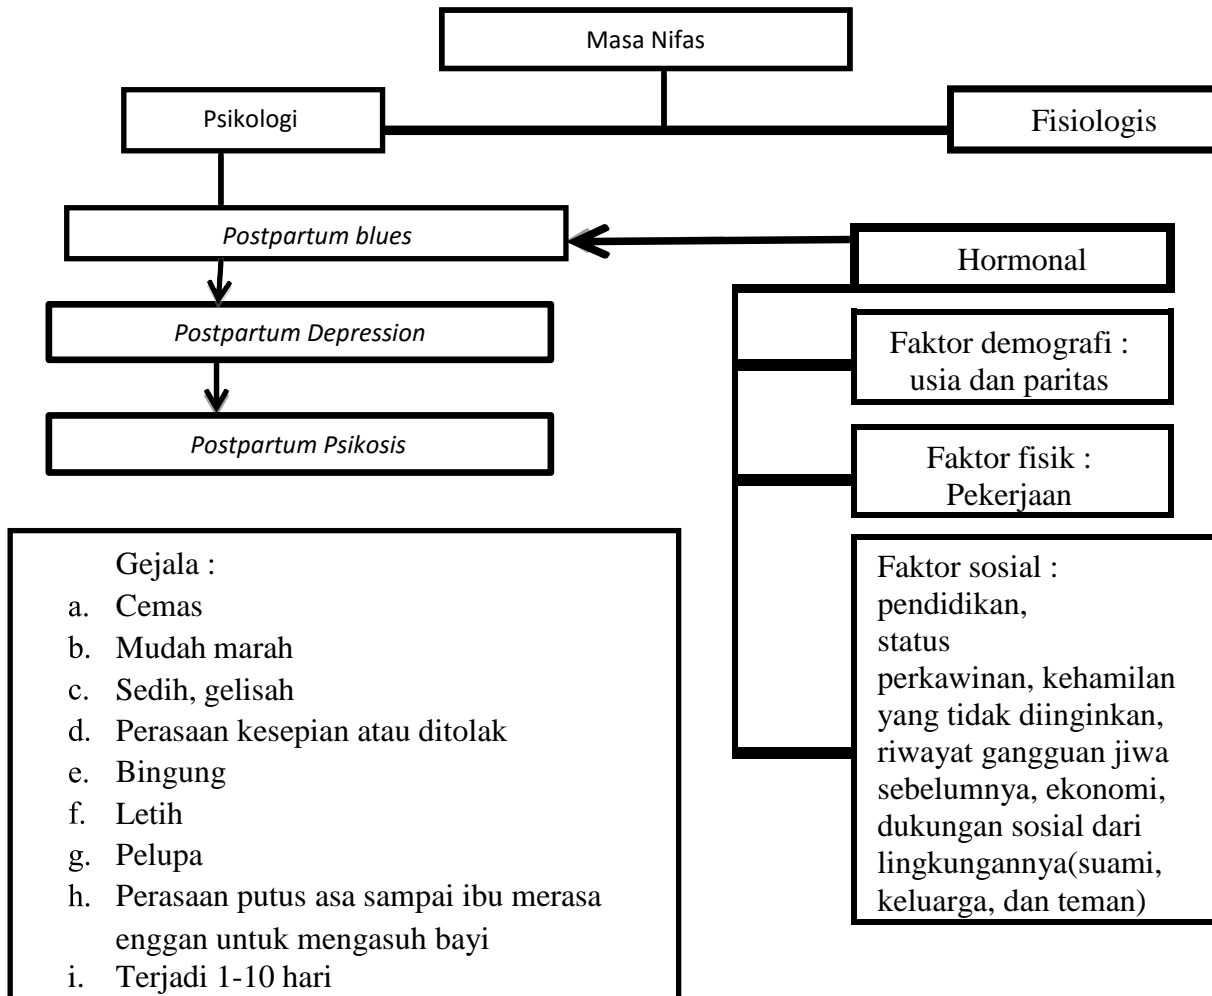 Masa Nifas
Psikologi
Fisiologis
Postpartum blues
Hormonal
Postpartum Depression
Faktor demografi :
usia dan paritas
Postpartum Psikosis
Faktor fisik :
Pekerjaan
Gejala :
a. Cemas
b. Mudah marah
c. Sedih, gelisah
d. Perasaan kesepian atau ditolak
e. Bingung
f. Letih
g. Pelupa
h. Perasaan putus asa sampai ibu merasa
enggan untuk mengasuh bayi
i. Terjadi 1-10 hari
Faktor sosial :
pendidikan,
status
perkawinan, kehamilan
yang tidak diinginkan,
riwayat gangguan jiwa
sebelumnya, ekonomi,
dukungan sosial dari
lingkungannya(suami,
keluarga, dan teman)